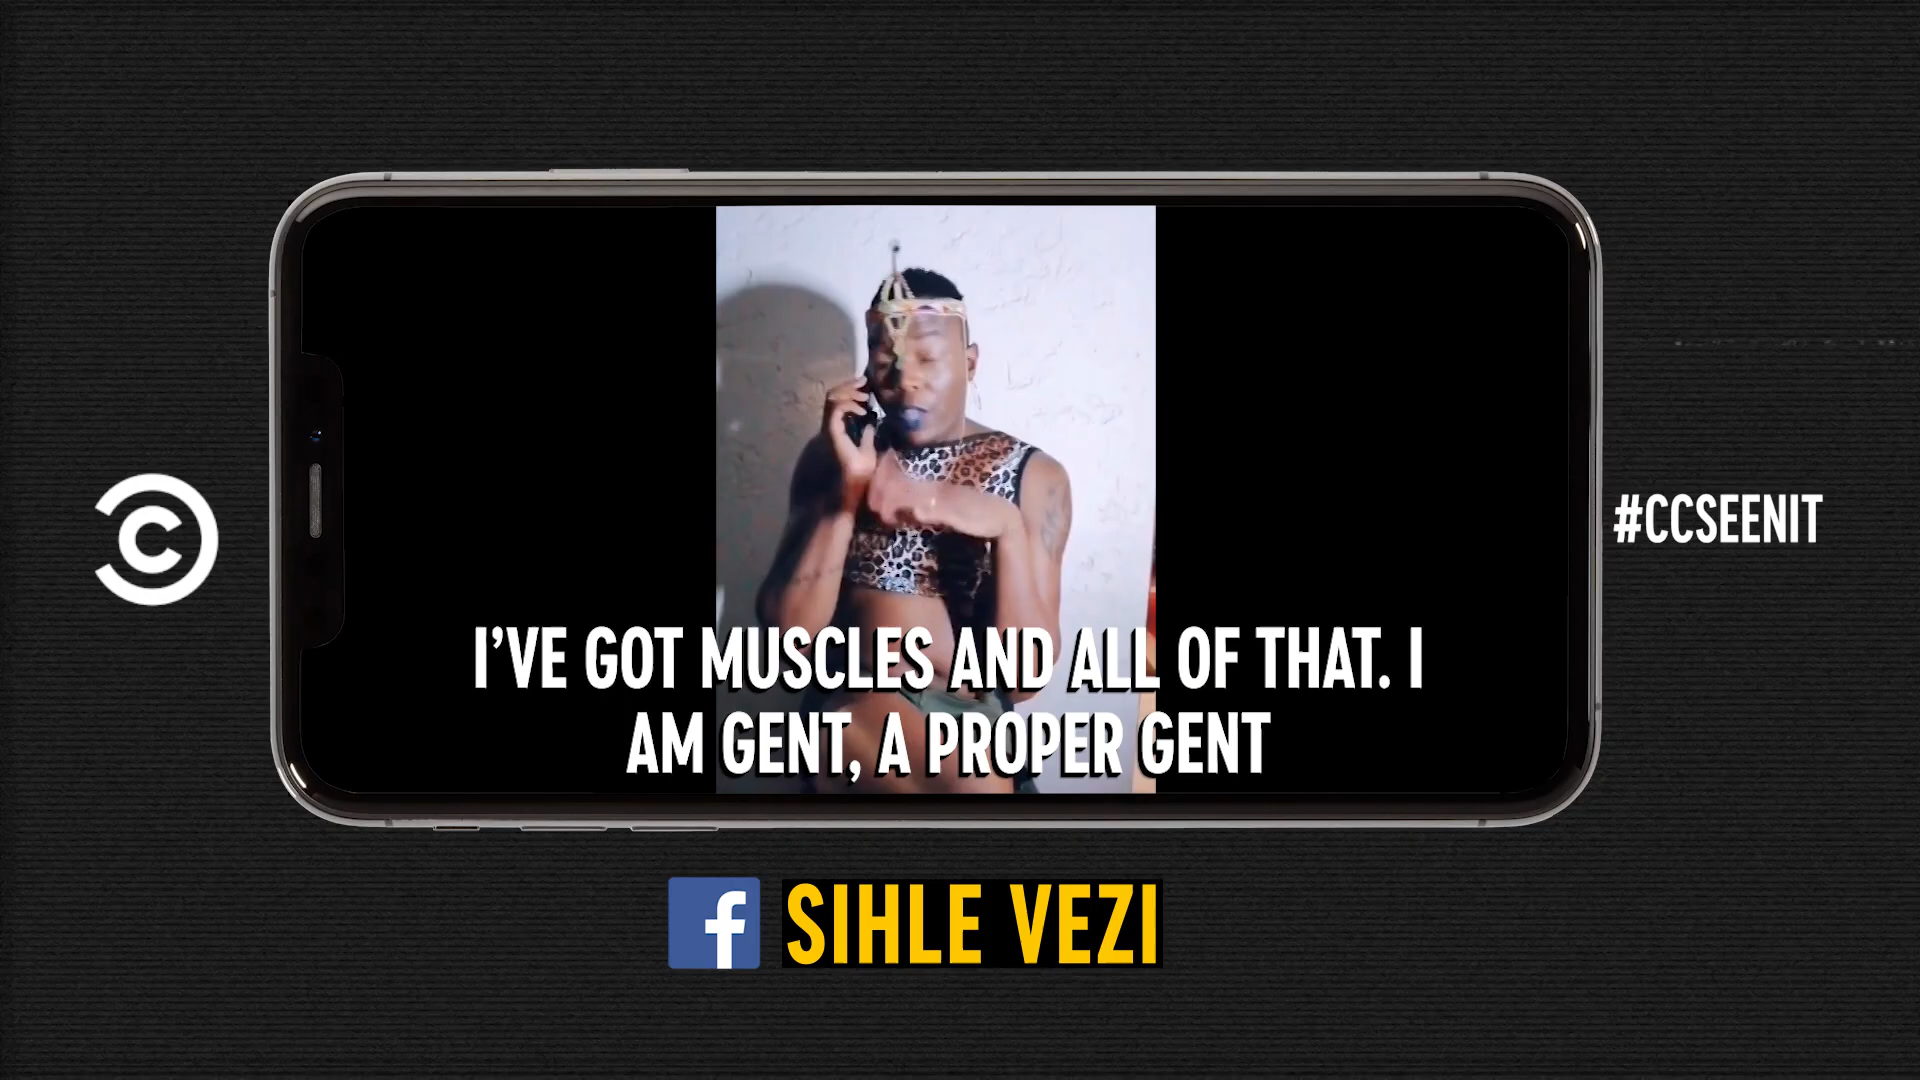 #CCSEENIT
I'VE GOT MUSCLES AND ALL OF THAT. I
AM GENT, A PROPER GENT
SIHLE VEZI